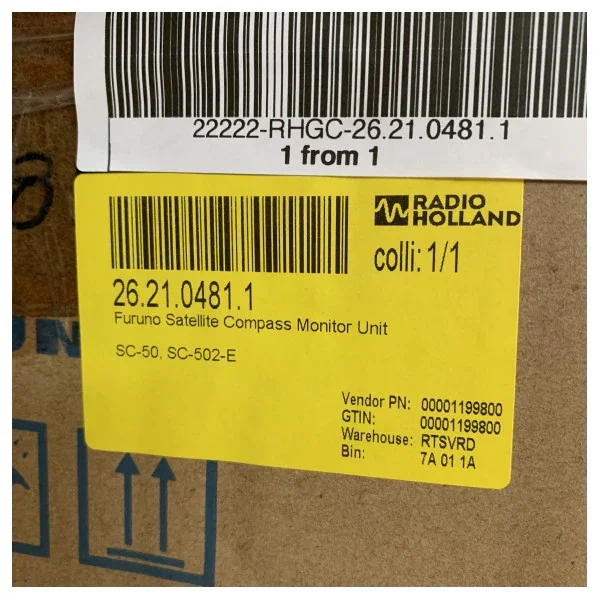 22222-RHGC-26.21.0481.1
1 from 1
RADIO
HOLLAND
colli: 1/1
26.21.0481.1
Furuno Satellite Compass Monitor Unit
SC-50, SC-502-E
Vendor PN: 00001199800
GTIN: 00001199800
Warehouse: RTSVRD
Bin: 7A 01 1A